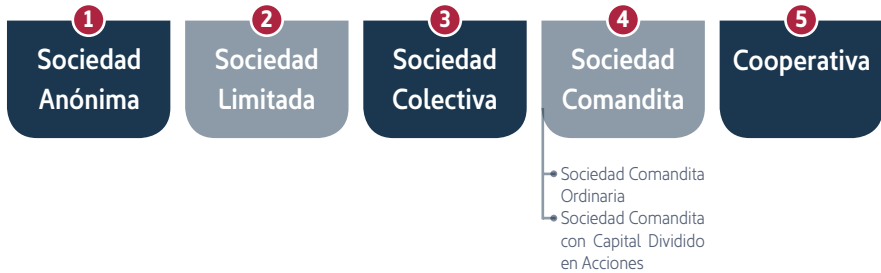 1
Sociedad
Anónima
2
Sociedad
Limitada
3
Sociedad
Colectiva
4
Sociedad
Comandita
Sociedad Comandita
Ordinaria
Sociedad Comandita
con Capital Dividido
en Acciones
5
Cooperativa